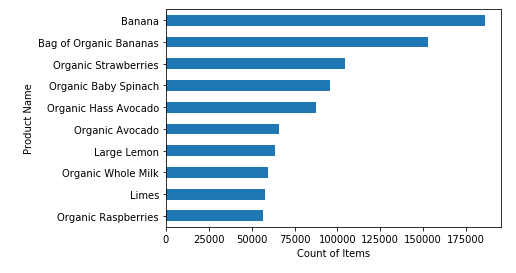 Banana
Bag of Organic Bananas
Organic Strawberries
Organic Baby Spinach
Organic Hass Avocado
Organic Avocado
Large Lemon
Organic Whole Milk
Limes
Organic Raspberries
Product Name
0 25000 50000 75000 100000 125000 150000 175000
Count of Items